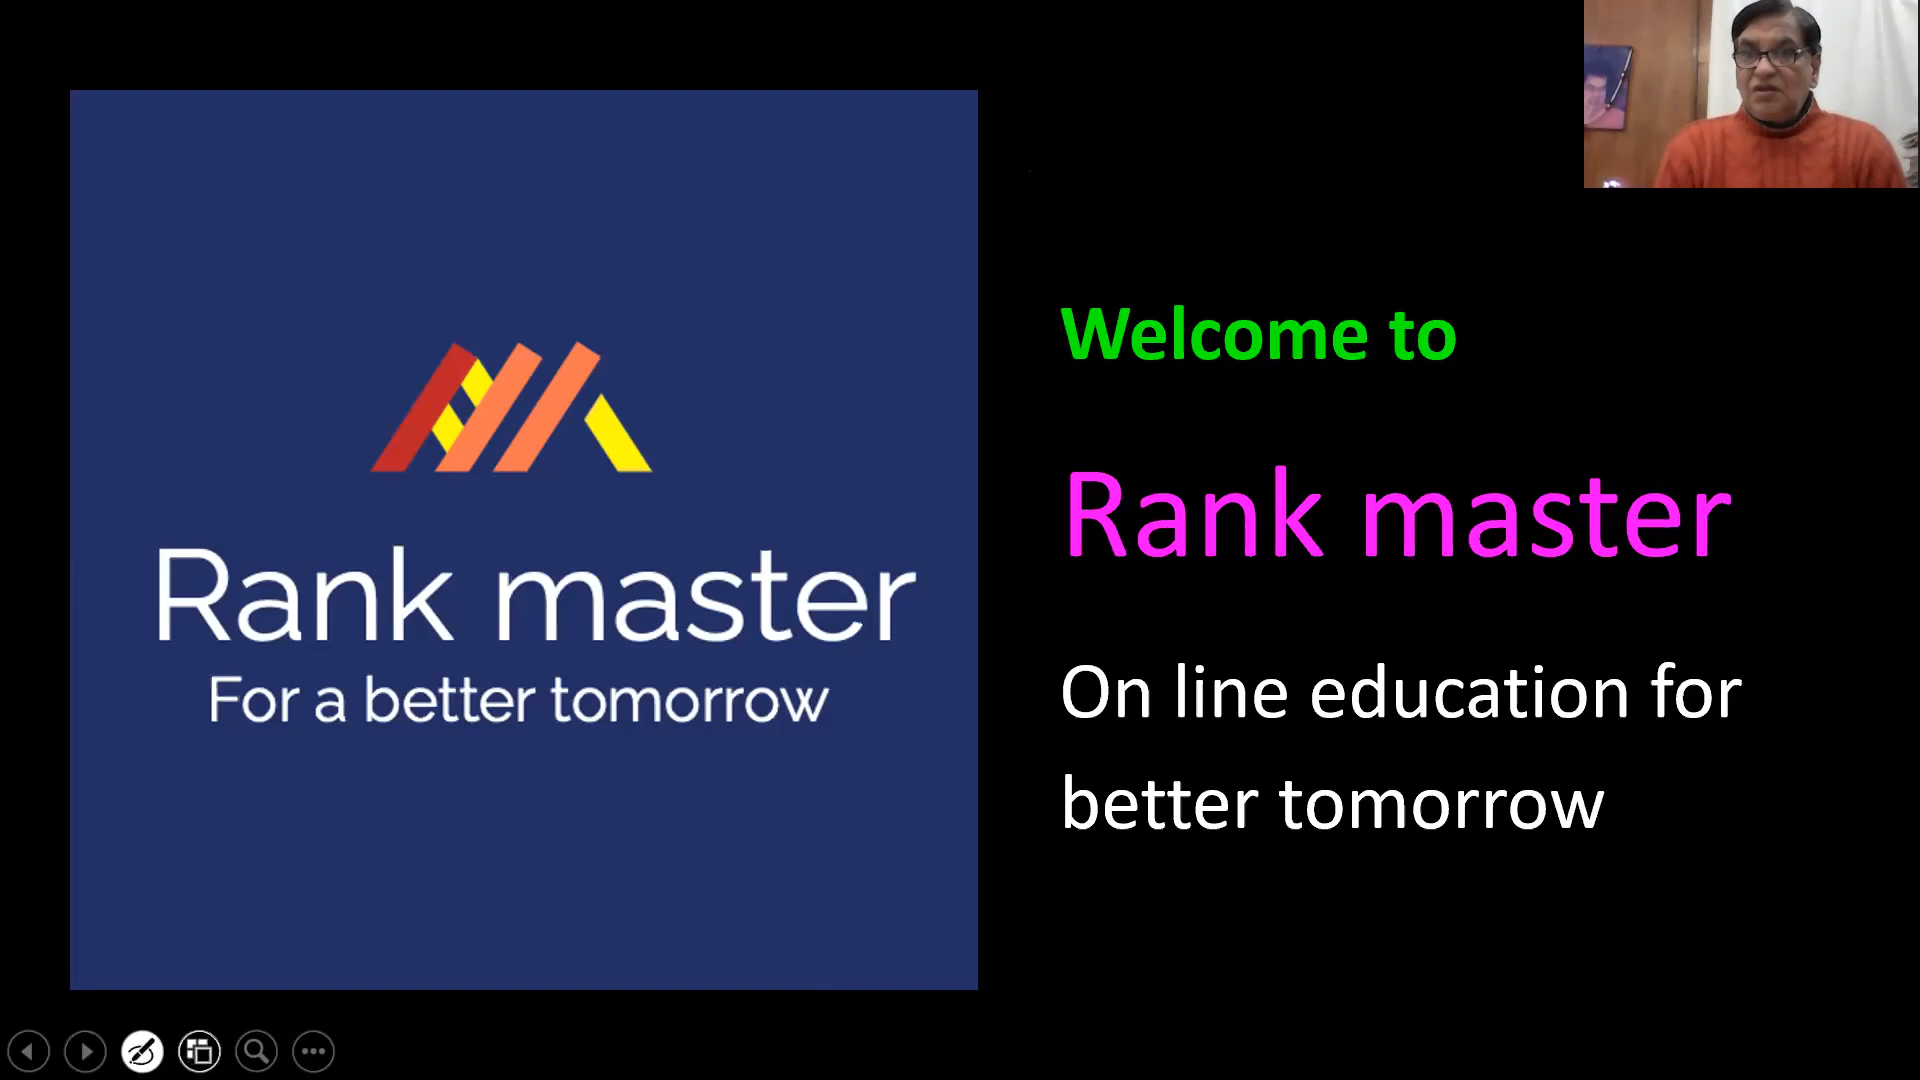 Rank master
For a better tomorrow
Welcome to
Rank master
On line education for
better tomorrow